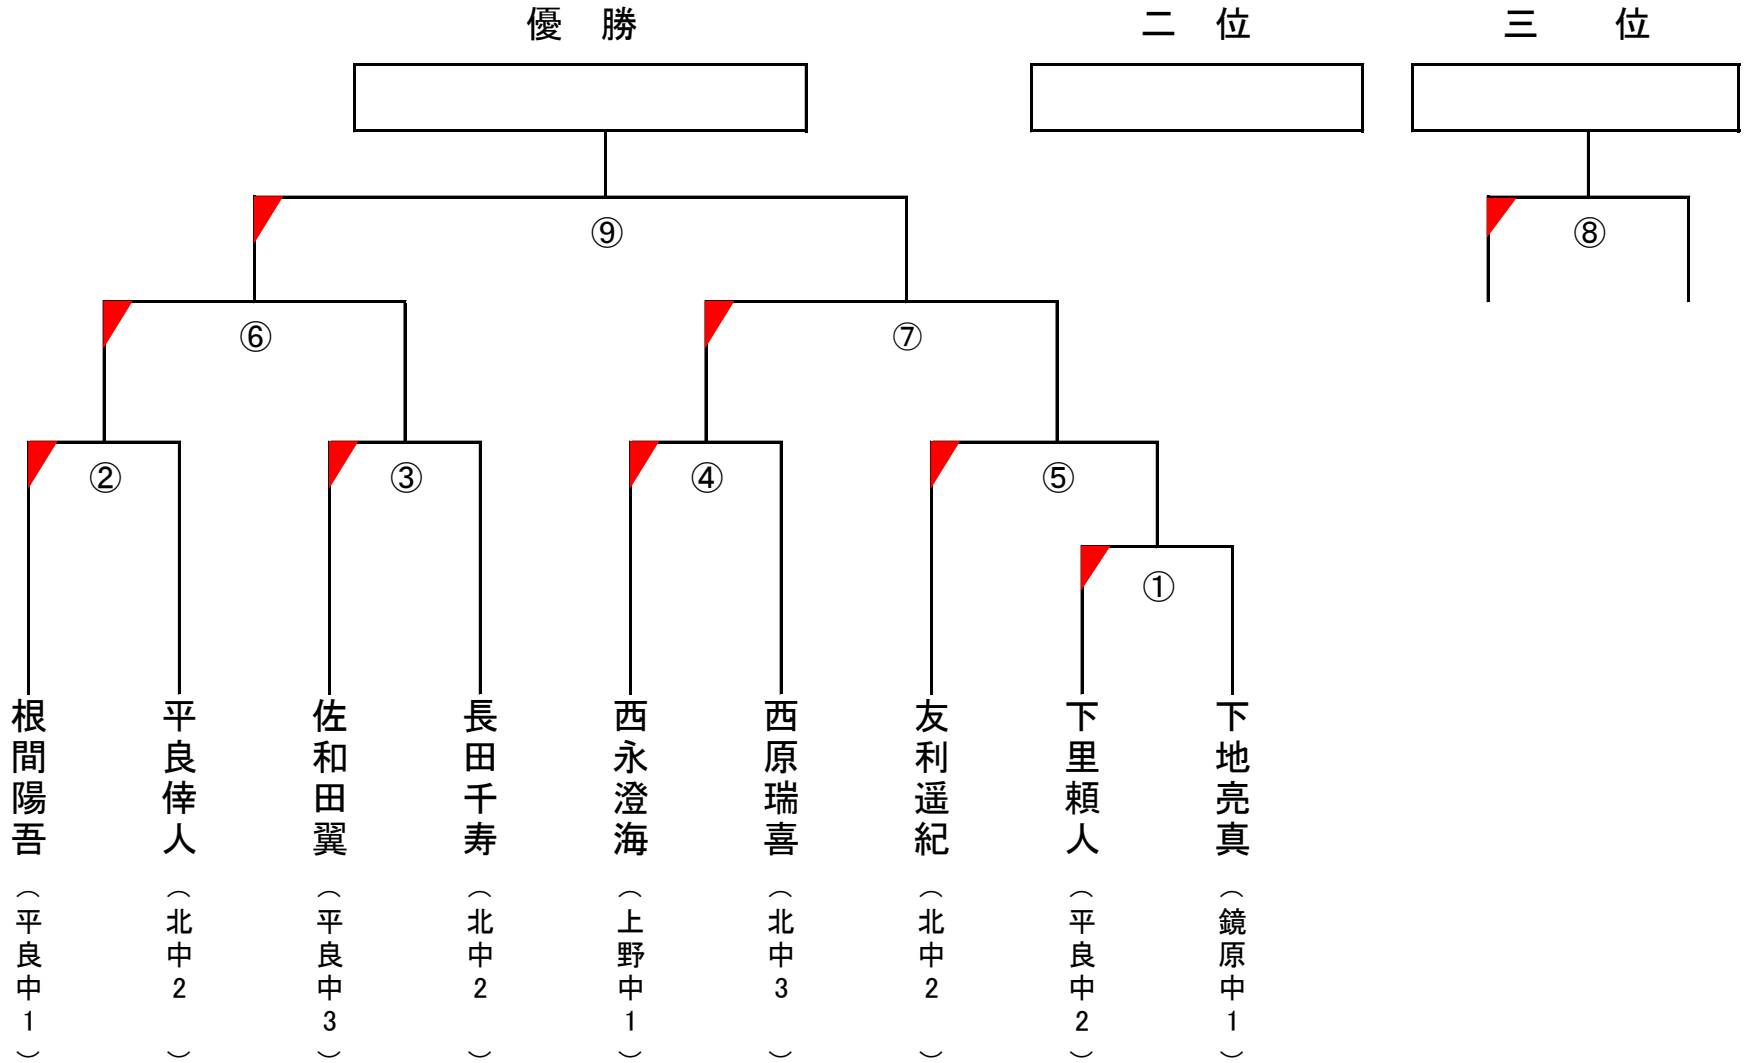 優　勝
二　位
三　位
⑨
⑧
⑥
⑦
②
③
④
⑤
①
根間陽吾（平良中1）
平良倖人（北中2）
佐和田翼（平良中3）
長田千寿（北中2）
西永澄海（上野中1）
西原瑞喜（北中3）
友利遥紀（北中2）
下里頼人（平良中2）
下地亮真（鏡原中1）